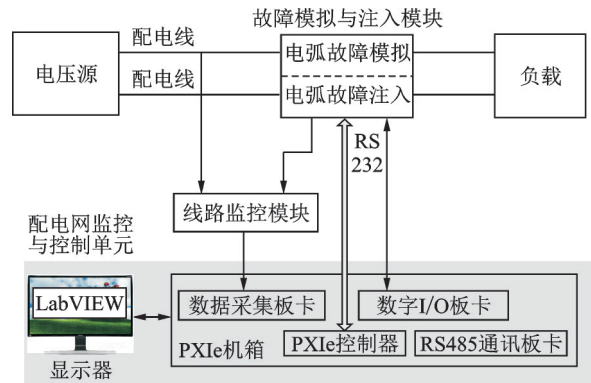 故障模拟与注入模块
配电线
电压源
配电线
电弧故障模拟
电弧故障注入
负载
RS
232
线路监控模块
配电网监控
与控制单元
LabVIEW
显示器
数据采集板卡
数字I/O板卡
PXIe机箱
PXIe控制器
RS485通讯板卡